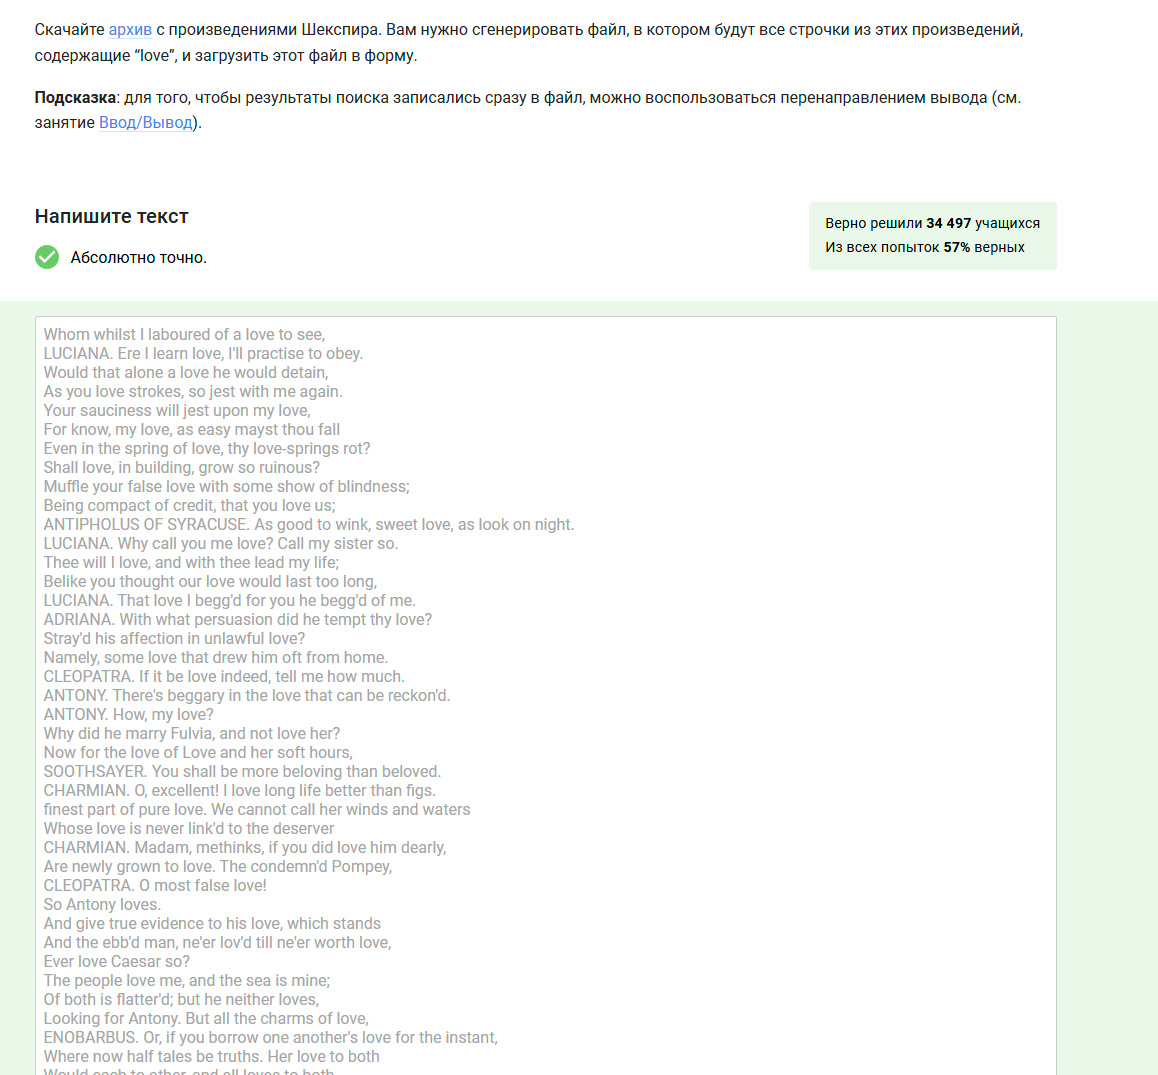 Скачайте архив с произведениями Шекспира. Вам нужно сгенерировать файл, в котором будут все строчки из этих произведений,
содержащие “love”, и загрузить этот файл в форму.
Подсказка: для того, чтобы результаты поиска записались сразу в файл, можно воспользоваться перенаправлением вывода (см.
занятие Ввод/Вывод).
Напишите текст
Абсолютно точно.
Верно решили 34 497 учащихся
Из всех попыток 57% верных
Whom whilst I laboured of a love to see,
LUCIANA. Ere I learn love, I'll practise to obey.
Would that alone a love he would detain,
As you love strokes, so jest with me again.
Your sauciness will jest upon my love,
For know, my love, as easy mayst thou fall
Even in the spring of love, thy love-springs rot?
Shall love, in building, grow so ruinous?
Muffle your false love with some show of blindness;
Being compact of credit, that you love us;
ANTIPHOLUS OF SYRACUSE. As good to wink, sweet love, as look on night.
LUCIANA. Why call you me love? Call my sister so.
Thee will I love, and with thee lead my life;
Belike you thought our love would last too long,
LUCIANA. That love I begg'd for you he begg'd of me.
ADRIANA. With what persuasion did he tempt thy love?
Stray'd his affection in unlawful love?
Namely, some love that drew him oft from home.
CLEOPATRA. If it be love indeed, tell me how much.
ANTONY. There's beggary in the love that can be reckon'd.
ANTONY. How, my love?
Why did he marry Fulvia, and not love her?
Now for the love of Love and her soft hours,
SOOTHSAYER. You shall be more beloving than beloved.
CHARMIAN. O, excellent! I love long life better than figs.
finest part of pure love. We cannot call her winds and waters
Whose love is never link'd to the deserver
CHARMIAN. Madam, methinks, if you did love him dearly,
Are newly grown to love. The condemn'd Pompey,
CLEOPATRA. O most false love!
So Antony loves.
And give true evidence to his love, which stands
And the ebb'd man, ne'er lov'd till ne'er worth love,
Ever love Caesar so?
The people love me, and the sea is mine;
Of both is flatter'd; but he neither loves,
Looking for Antony. But all the charms of love,
ENOBARBUS. Or, if you borrow one another's love for the instant,
Where now half tales be truths. Her love to both
Would each to other, and all loves to both,